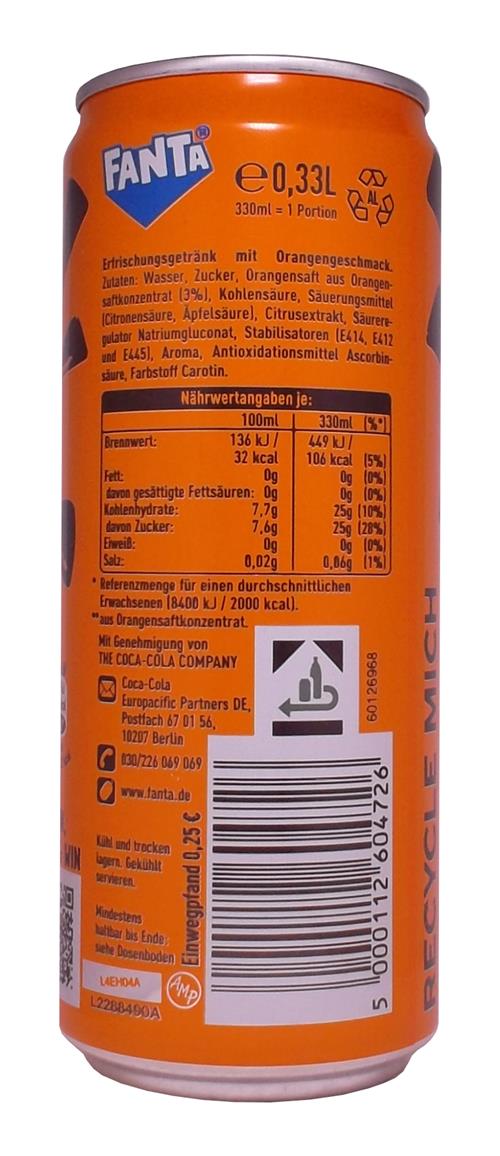 FANTA®
℮ 0,33L
330ml = 1 Portion
AL
Erfrischungsgetränk mit Orangengeschmack.
Zutaten: Wasser, Zucker, Orangensaft aus Orangen-
saftkonzentrat (3%), Kohlensäure, Säuerungsmittel
(Citronensäure, Äpfelsäure), Citrusextrakt, Säurere-
gulator Natriumgluconat, Stabilisatoren (E414, E412
und E445), Aroma, Antioxidationsmittel Ascorbin-
säure, Farbstoff Carotin.
Nährwertangaben je:
100ml 330ml (%*)
Brennwert: 136 kJ / 449 kJ /
32 kcal 106 kcal (5%)
Fett: 0g 0g (0%)
davon gesättigte Fettsäuren: 0g 0g (0%)
Kohlenhydrate: 7,7g 25g (10%)
davon Zucker: 7,6g 25g (28%)
Eiweiß: 0g 0g (0%)
Salz: 0,02g 0,06g (1%)
* Referenzmenge für einen durchschnittlichen
Erwachsenen (8400 kJ / 2000 kcal).
**aus Orangensaftkonzentrat.
Mit Genehmigung von
THE COCA-COLA COMPANY
Coca-Cola
Europacific Partners DE,
Postfach 67 01 56,
10207 Berlin
030/226 069 069
www.fanta.de
Kühl und trocken
lagern. Gekühlt
servieren.
Mindestens
haltbar bis Ende:
siehe Dosenboden
L4EH04A
L2288490A
AMP
Einwegpfand 0,25 €
60126968
5 000112 604726
RECYCLE MICH
WIN